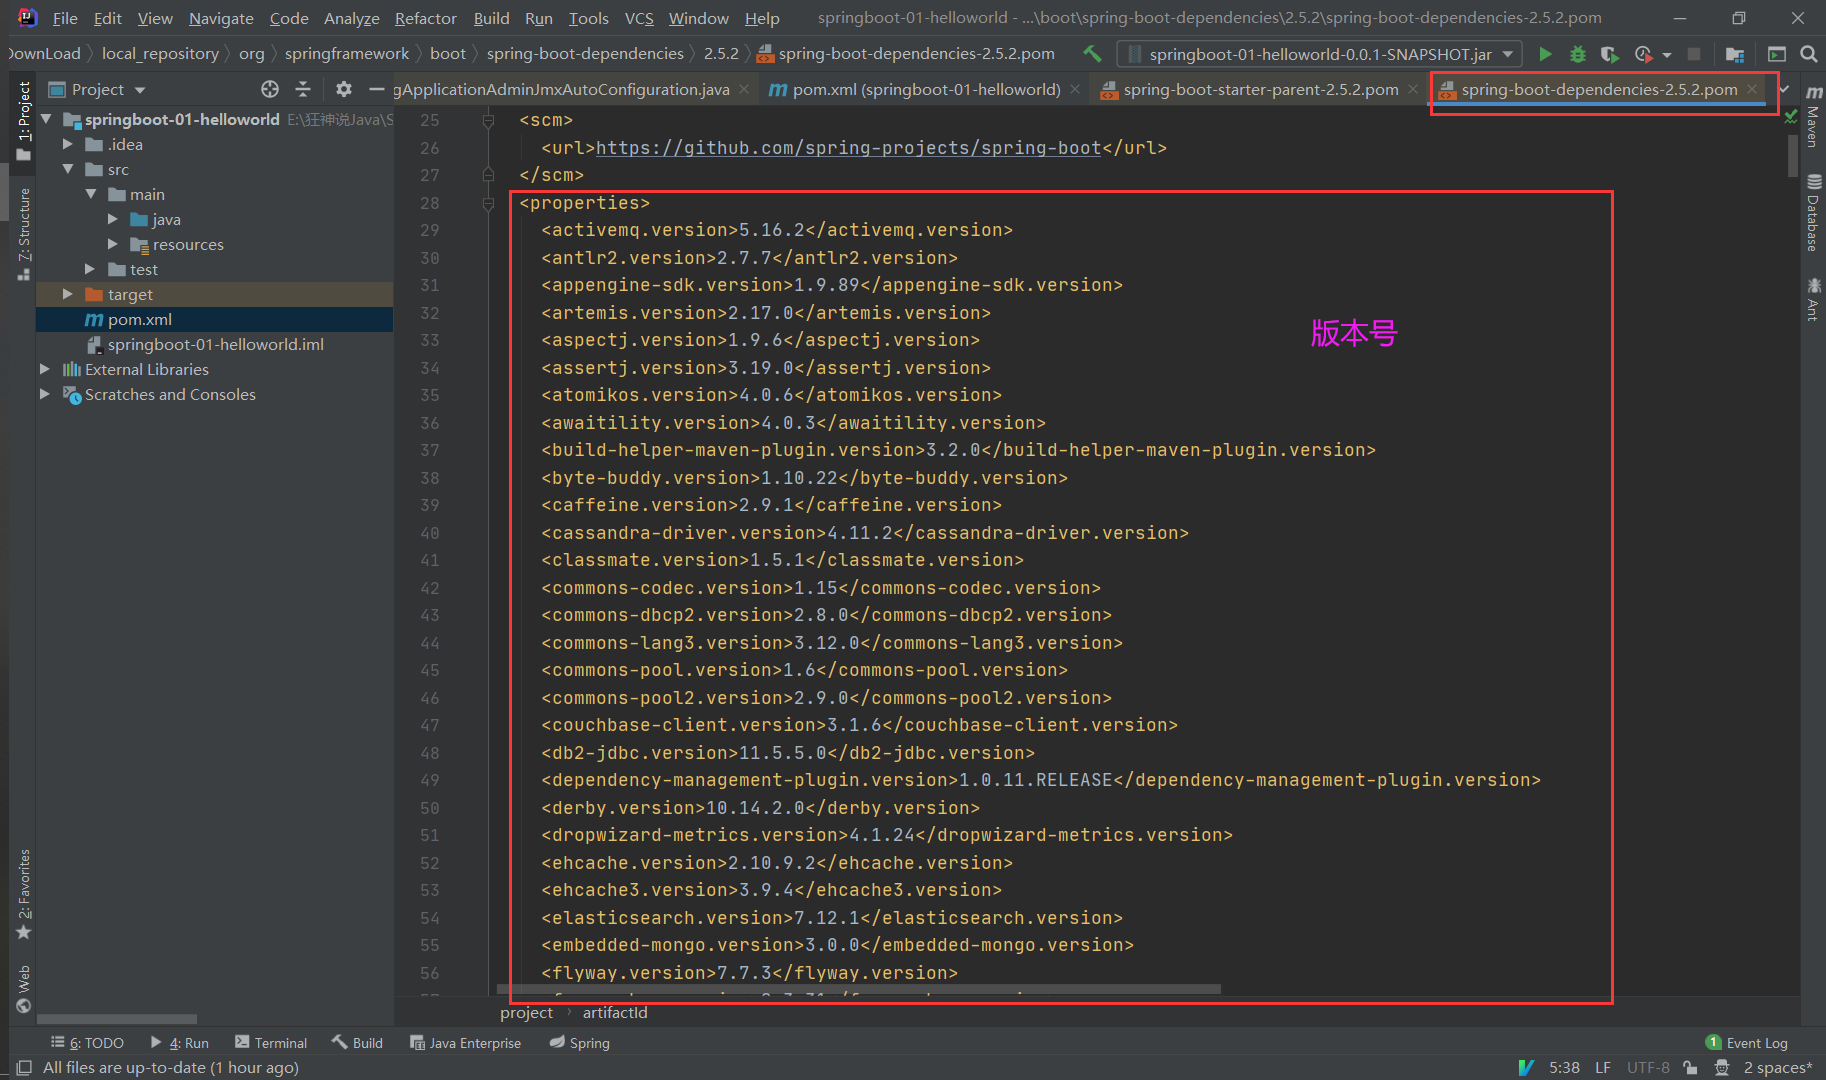 File Edit View Navigate Code Analyze Refactor Build Run Tools VCS Window Help springboot-01-helloworld - ...\boot\spring-boot-dependencies\2.5.2\spring-boot-dependencies-2.5.2.pom
DownLoad local_repository org springframework boot spring-boot-dependencies 2.5.2 spring-boot-dependencies-2.5.2.pom springboot-01-helloworld-0.0.1-SNAPSHOT.jar
Project gApplicationAdminJmxAutoConfiguration.java pom.xml (springboot-01-helloworld) spring-boot-starter-parent-2.5.2.pom spring-boot-dependencies-2.5.2.pom
1: Project
Z: Structure
2: Favorites
Web
springboot-01-helloworld E:\狂神说Java\S
.idea
src
main
java
resources
test
target
pom.xml
springboot-01-helloworld.iml
External Libraries
Scratches and Consoles
25 <scm>
26 <url>https://github.com/spring-projects/spring-boot</url>
27 </scm>
28 <properties>
29 <activemq.version>5.16.2</activemq.version>
30 <antlr2.version>2.7.7</antlr2.version>
31 <appengine-sdk.version>1.9.89</appengine-sdk.version>
32 <artemis.version>2.17.0</artemis.version>
版本号
33 <aspectj.version>1.9.6</aspectj.version>
34 <assertj.version>3.19.0</assertj.version>
35 <atomikos.version>4.0.6</atomikos.version>
36 <awaitility.version>4.0.3</awaitility.version>
37 <build-helper-maven-plugin.version>3.2.0</build-helper-maven-plugin.version>
38 <byte-buddy.version>1.10.22</byte-buddy.version>
39 <caffeine.version>2.9.1</caffeine.version>
40 <cassandra-driver.version>4.11.2</cassandra-driver.version>
41 <classmate.version>1.5.1</classmate.version>
42 <commons-codec.version>1.15</commons-codec.version>
43 <commons-dbcp2.version>2.8.0</commons-dbcp2.version>
44 <commons-lang3.version>3.12.0</commons-lang3.version>
45 <commons-pool.version>1.6</commons-pool.version>
46 <commons-pool2.version>2.9.0</commons-pool2.version>
47 <couchbase-client.version>3.1.6</couchbase-client.version>
48 <db2-jdbc.version>11.5.5.0</db2-jdbc.version>
49 <dependency-management-plugin.version>1.0.11.RELEASE</dependency-management-plugin.version>
50 <derby.version>10.14.2.0</derby.version>
51 <dropwizard-metrics.version>4.1.24</dropwizard-metrics.version>
52 <ehcache.version>2.10.9.2</ehcache.version>
53 <ehcache3.version>3.9.4</ehcache3.version>
54 <elasticsearch.version>7.12.1</elasticsearch.version>
55 <embedded-mongo.version>3.0.0</embedded-mongo.version>
56 <flyway.version>7.7.3</flyway.version>
project artifactId
Maven
Database
Ant
6: TODO 4: Run Terminal Build Java Enterprise Spring 1 Event Log
All files are up-to-date (1 hour ago) 5:38 LF UTF-8 2 spaces*